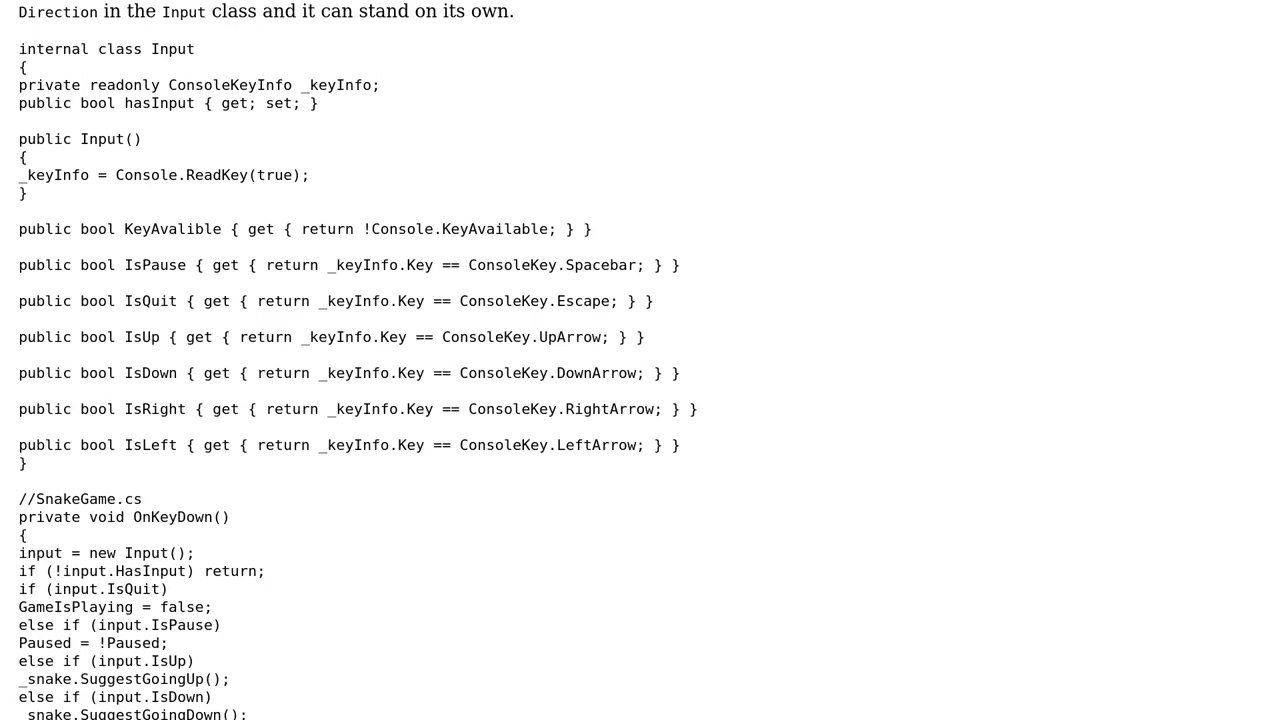 Direction in the Input class and it can stand on its own.
internal class Input
{
private readonly ConsoleKeyInfo _keyInfo;
public bool hasInput { get; set; }
public Input()
{
_keyInfo = Console.ReadKey(true);
}
public bool KeyAvalible { get { return !Console.KeyAvailable; } }
public bool IsPause { get { return _keyInfo.Key == ConsoleKey.Spacebar; } }
public bool IsQuit { get { return _keyInfo.Key == ConsoleKey.Escape; } }
public bool IsUp { get { return _keyInfo.Key == ConsoleKey.UpArrow; } }
public bool IsDown { get { return _keyInfo.Key == ConsoleKey.DownArrow; } }
public bool IsRight { get { return _keyInfo.Key == ConsoleKey.RightArrow; } }
public bool IsLeft { get { return _keyInfo.Key == ConsoleKey.LeftArrow; } }
}
//SnakeGame.cs
private void OnKeyDown()
{
input = new Input();
if (!input.HasInput) return;
if (input.IsQuit)
GameIsPlaying = false;
else if (input.IsPause)
Paused = !Paused;
else if (input.IsUp)
_snake.SuggestGoingUp();
else if (input.IsDown)
_snake.SuggestGoingDown();